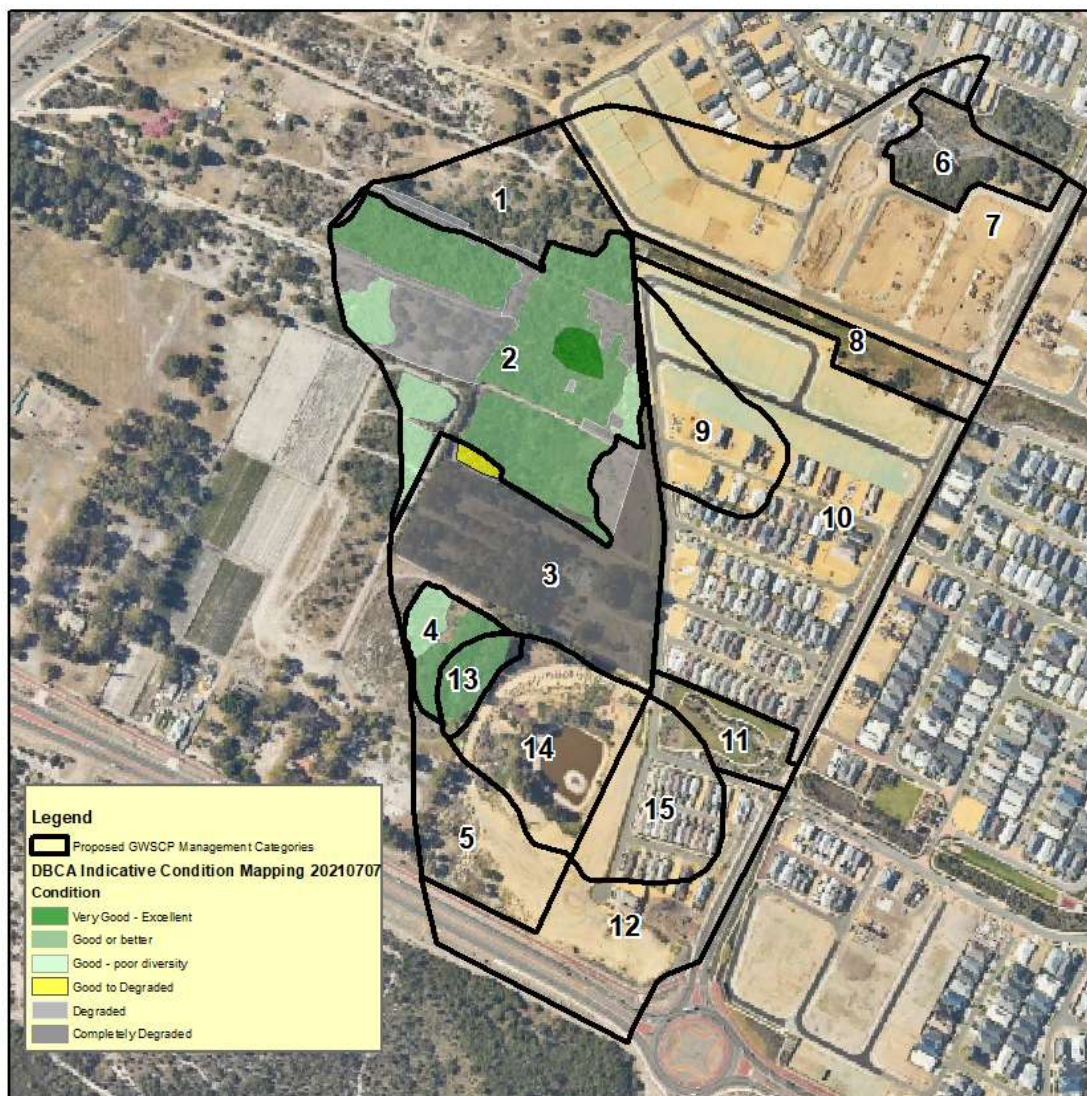 1
6
7
2
8
9
10
3
4
13
14
11
15
5
12
Legend
Proposed GWSCP Management Categories
DBCA Indicative Condition Mapping 20210707
Condition
Very Good - Excellent
Good or better
Good - poor diversity
Good to Degraded
Degraded
Completely Degraded